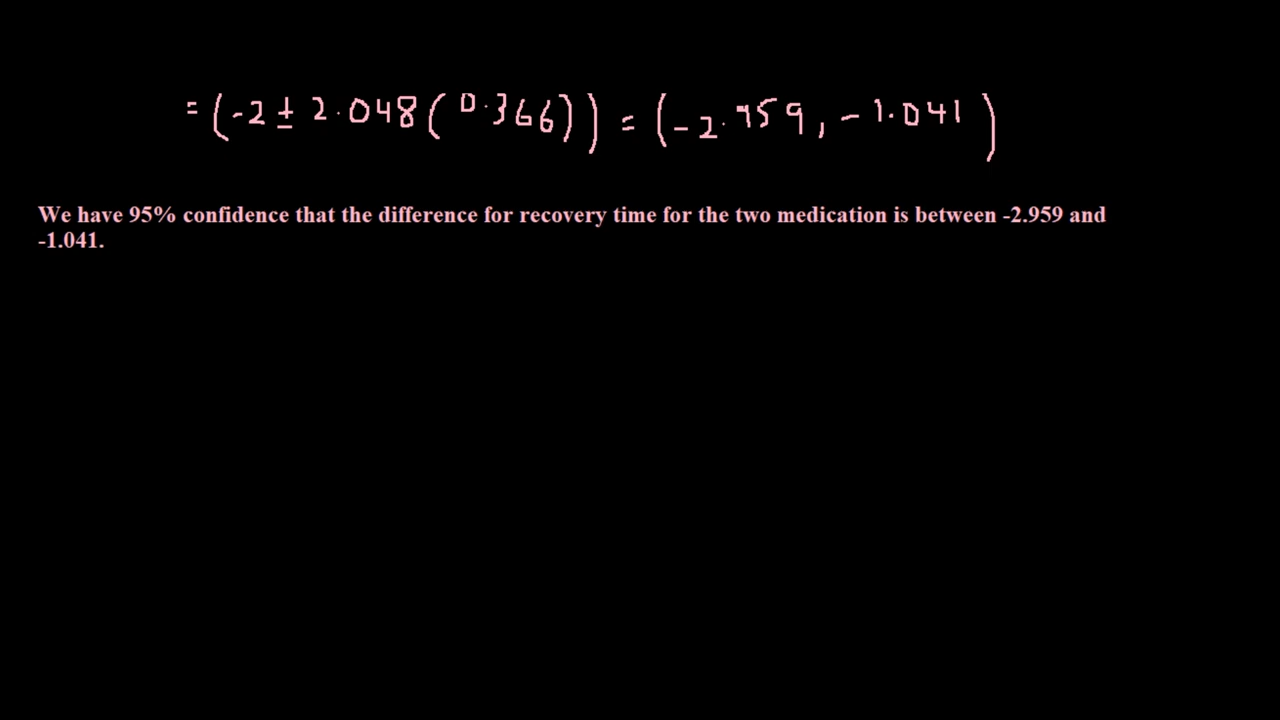 = (-2 ± 2.048(0.366)) = (-2.959, -1.041)
We have 95% confidence that the difference for recovery time for the two medication is between -2.959 and
-1.041.